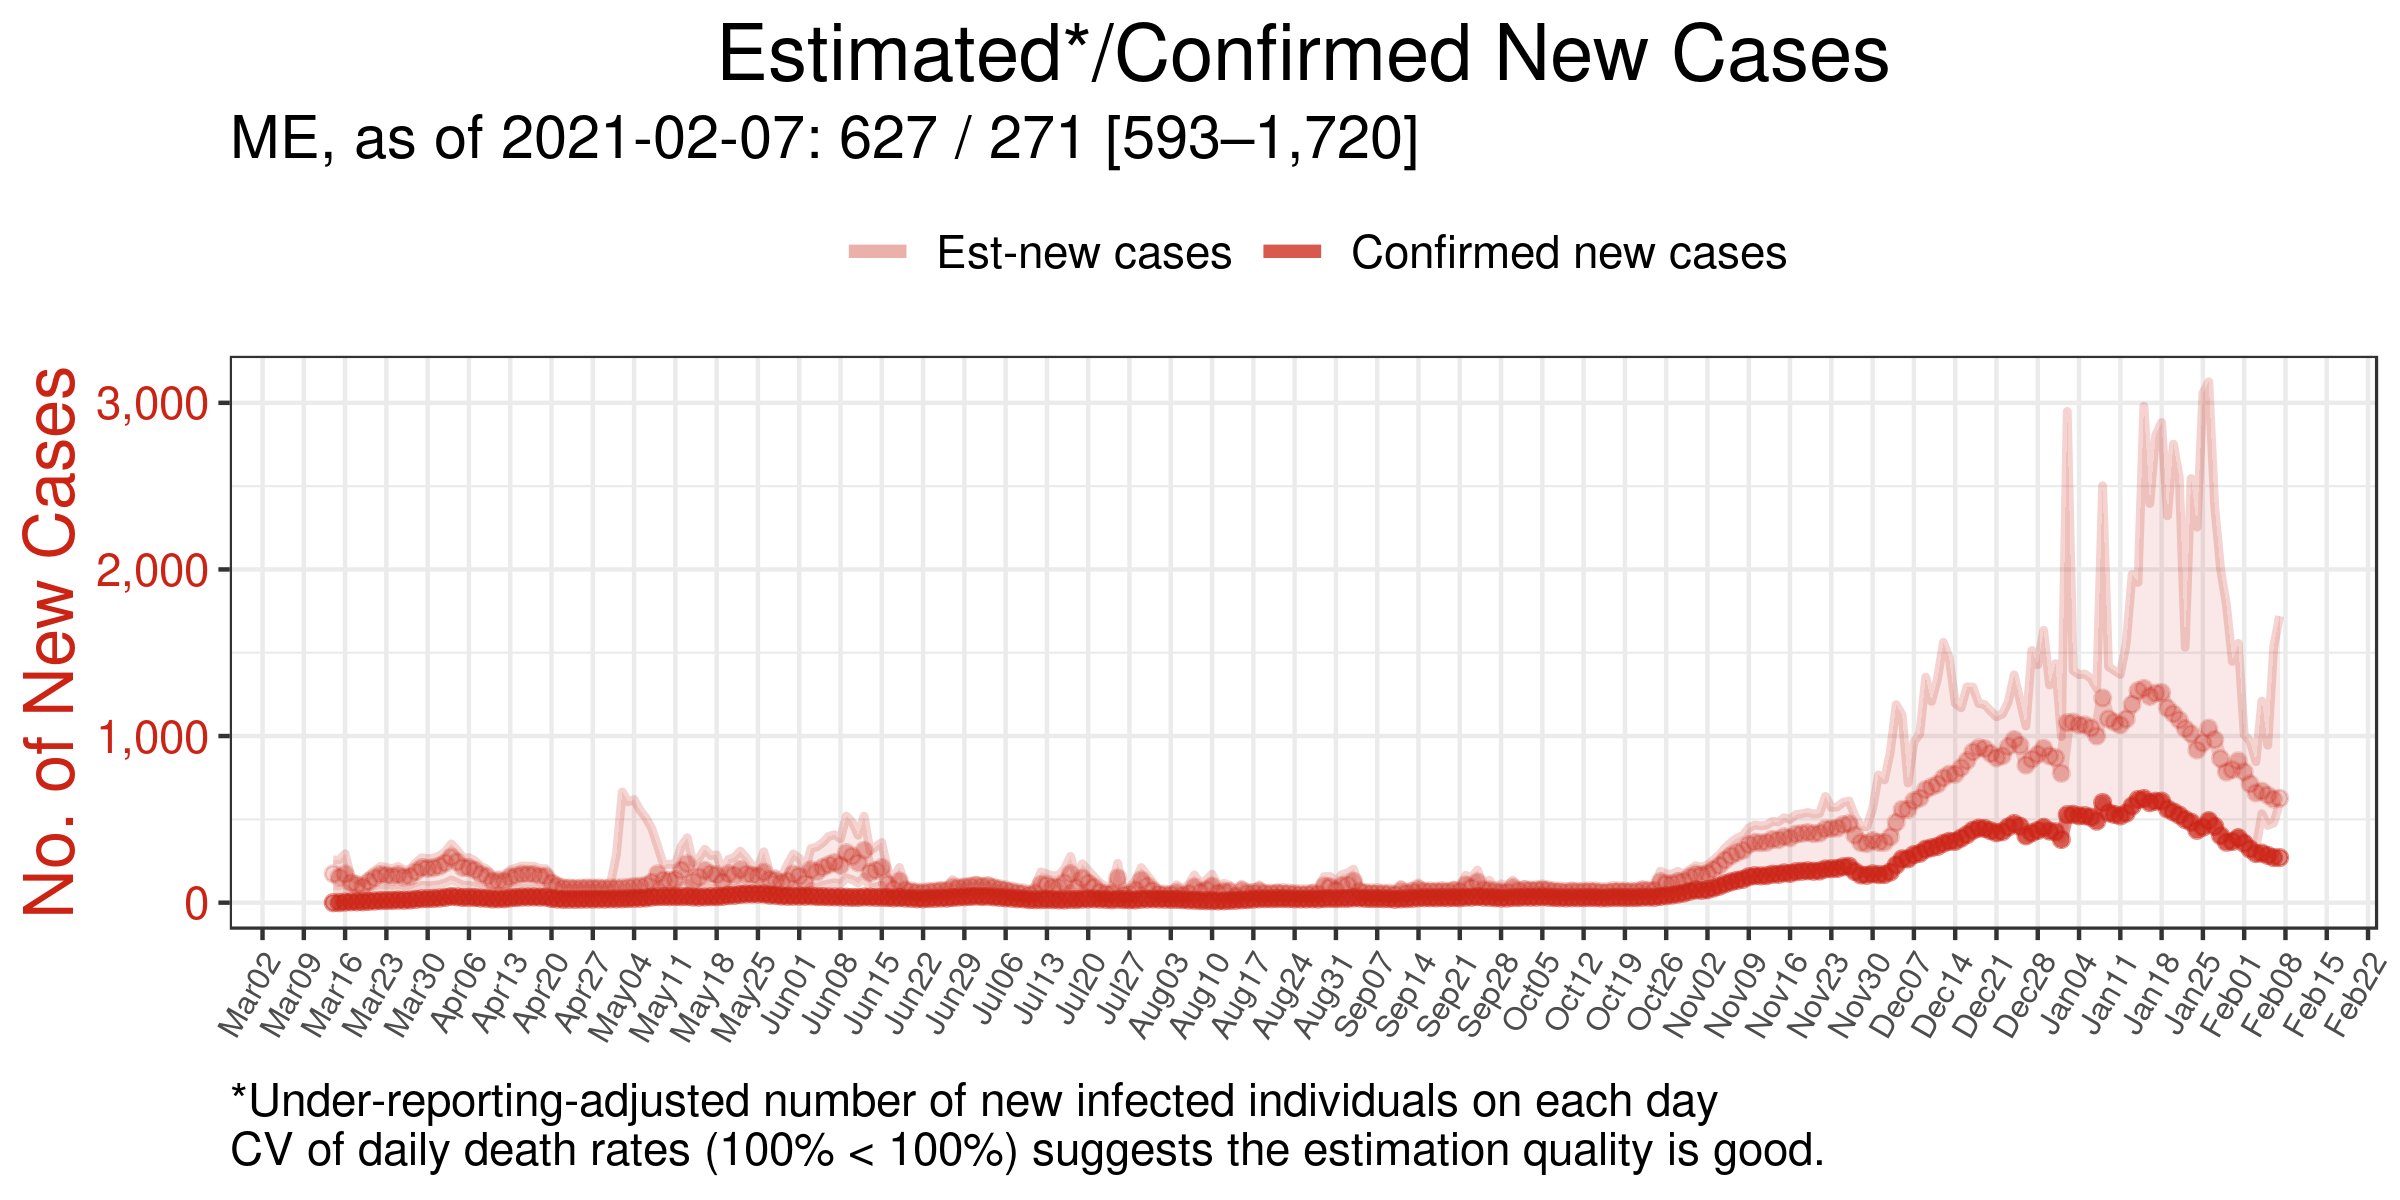 Estimated*/Confirmed New Cases
ME, as of 2021-02-07: 627 / 271 [593–1,720]
Est-new cases Confirmed new cases
No. of New Cases
3,000
2,000
1,000
0
Mar02 Mar09 Mar16 Mar23 Mar30 Apr06 Apr13 Apr20 Apr27 May04 May11 May18 May25 Jun01 Jun08 Jun15 Jun22 Jun29 Jul06 Jul13 Jul20 Jul27 Aug03 Aug10 Aug17 Aug24 Aug31 Sep07 Sep14 Sep21 Sep28 Oct05 Oct12 Oct19 Oct26 Nov02 Nov09 Nov16 Nov23 Nov30 Dec07 Dec14 Dec21 Dec28 Jan04 Jan11 Jan18 Jan25 Feb01 Feb08 Feb15 Feb22
*Under-reporting-adjusted number of new infected individuals on each day
CV of daily death rates (100% < 100%) suggests the estimation quality is good.